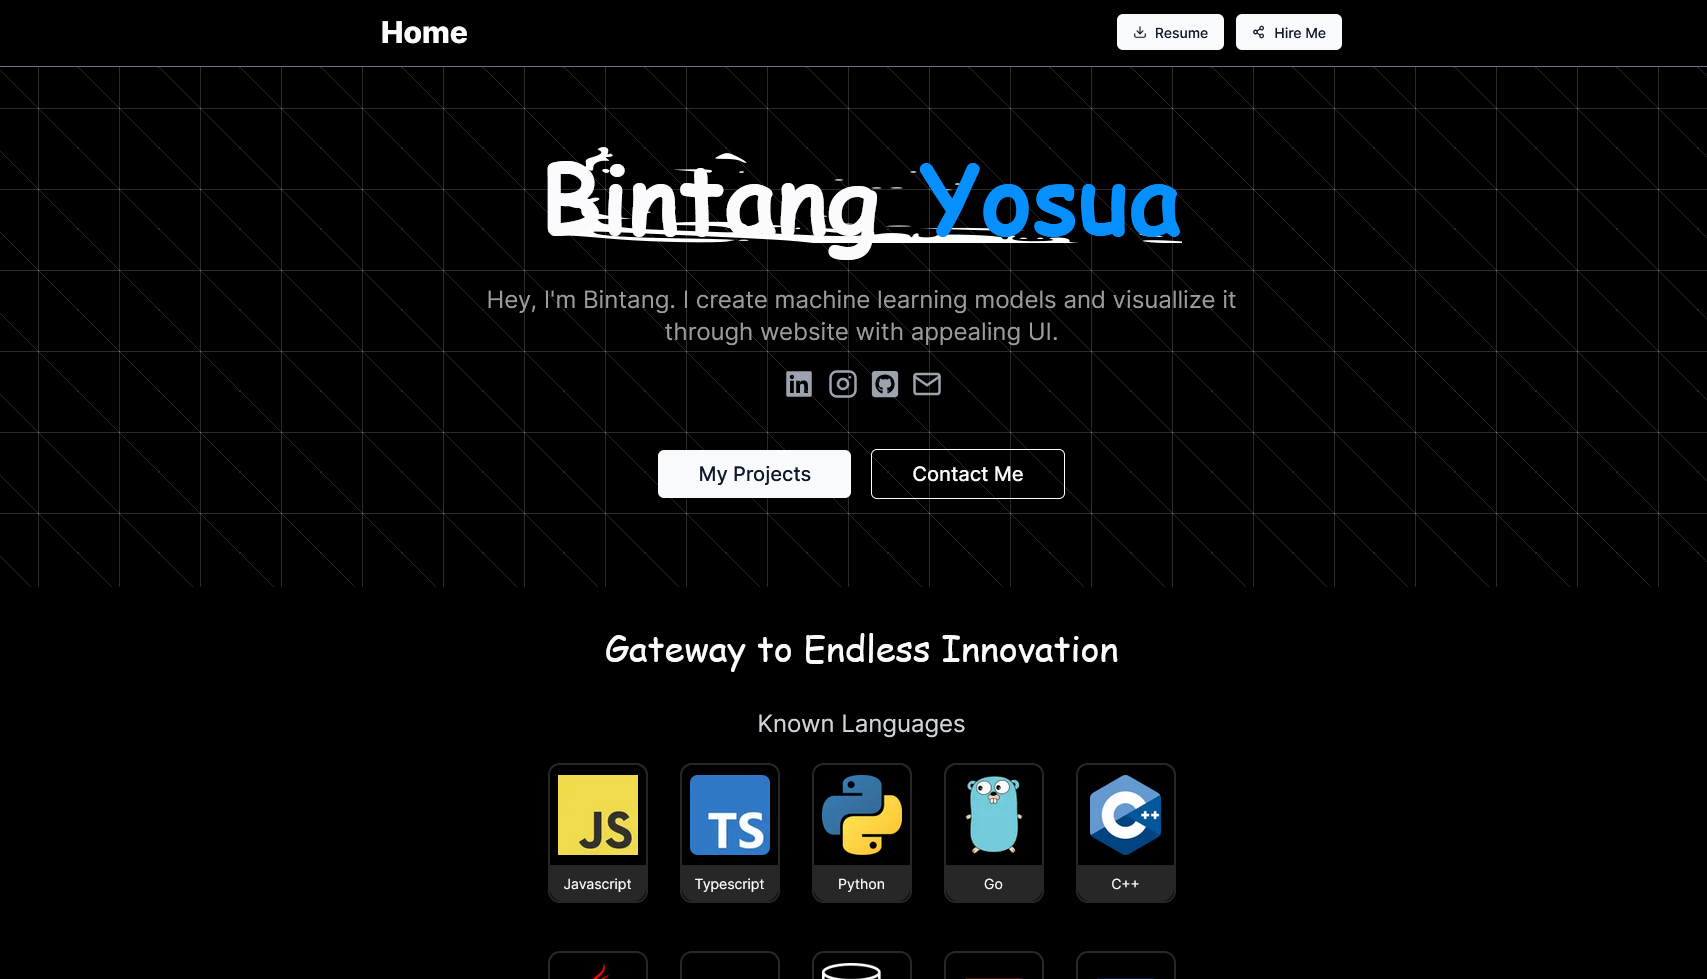 Home
Resume
Hire Me
Bintang Yosua
Hey, I'm Bintang. I create machine learning models and visuallize it
through website with appealing UI.
in
My Projects
Contact Me
Gateway to Endless Innovation
Known Languages
JS
TS
C++
Javascript
Typescript
Python
Go
C++